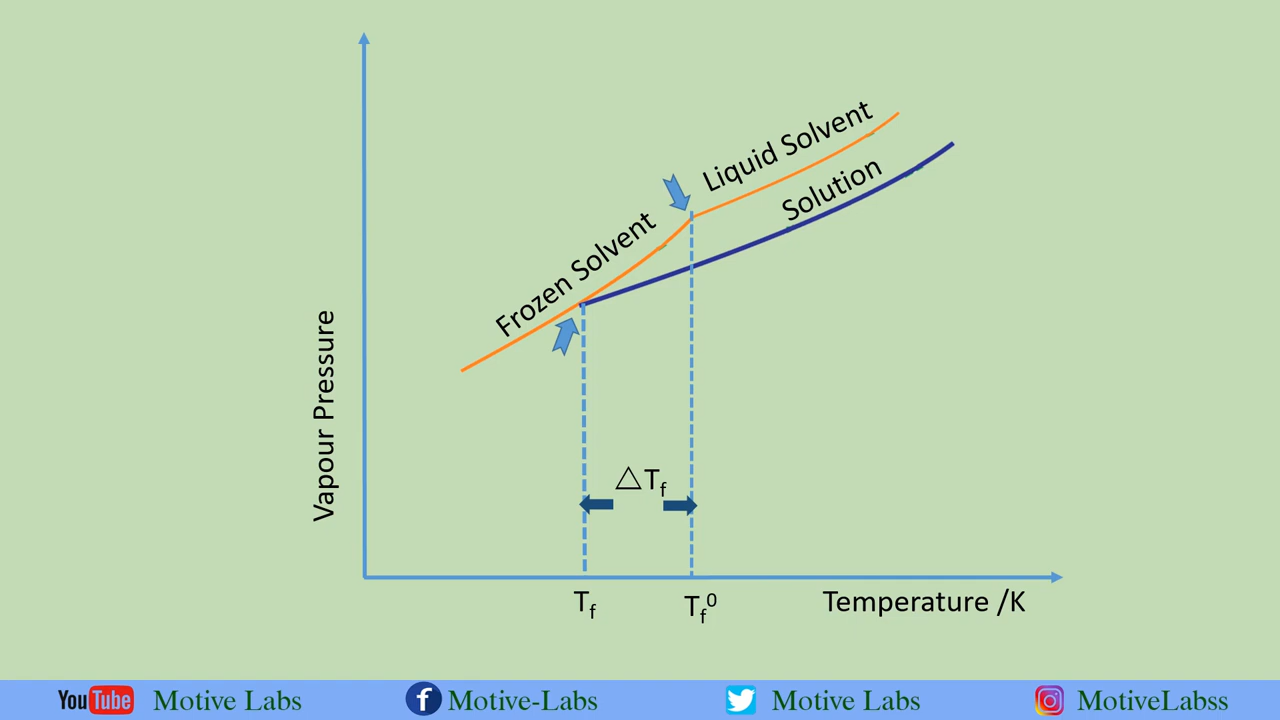 Liquid Solvent
Solution
Frozen Solvent
Vapour Pressure
△Tf
Tf
Tf⁰
Temperature /K
YouTube Motive Labs
f Motive-Labs
Motive Labs
MotiveLabss